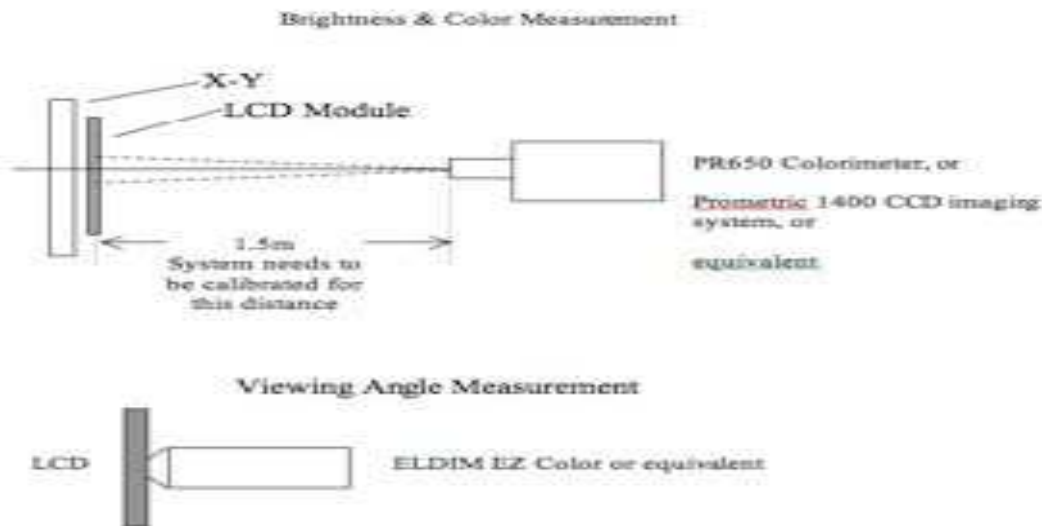 Brightness & Color Measurement
X-Y
LCD Module
PR650 Colorimeter, or
Prometric 1400 CCD imaging
system, or
equivalent
1.5m
System needs to
be calibrated for
this distance
Viewing Angle Measurement
LCD
ELDIM EZ Color or equivalent